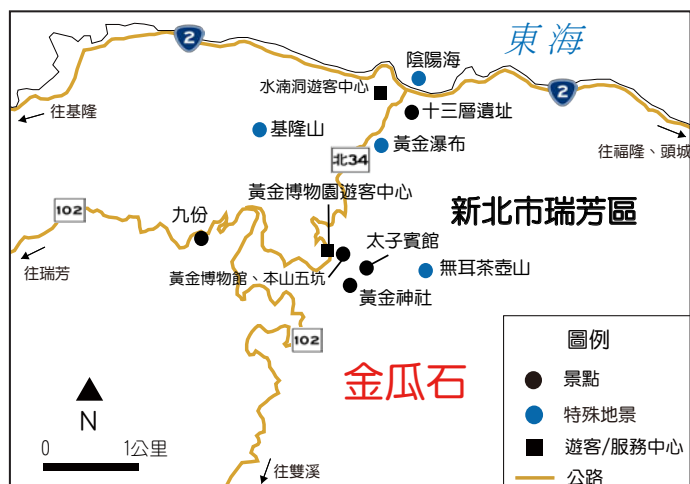 東海
2
陰陽海
水湳洞遊客中心
2
十三層遺址
往基隆
基隆山
黃金瀑布
往福隆、頭城
北34
黃金博物園遊客中心
102
九份
新北市瑞芳區
太子賓館
往瑞芳
黃金博物館、本山五坑
無耳茶壺山
黃金神社
102
金瓜石
圖例
景點
特殊地景
遊客/服務中心
公路
N
0 1公里
往雙溪